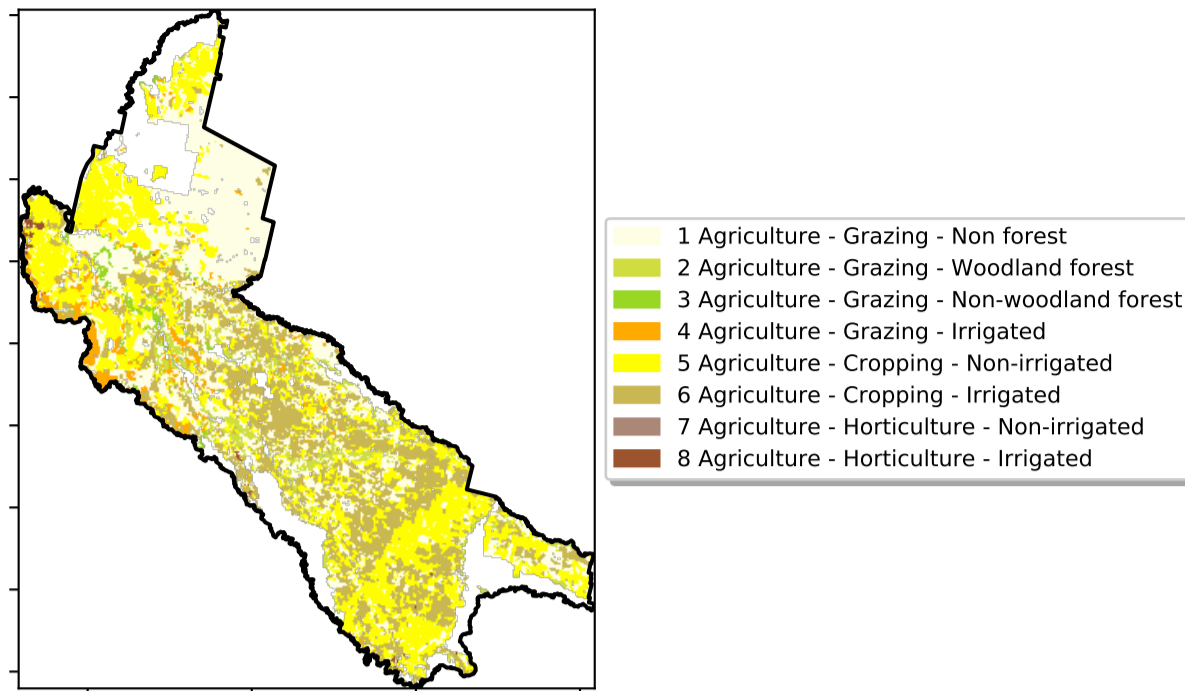 1 Agriculture - Grazing - Non forest
2 Agriculture - Grazing - Woodland forest
3 Agriculture - Grazing - Non-woodland forest
4 Agriculture - Grazing - Irrigated
5 Agriculture - Cropping - Non-irrigated
6 Agriculture - Cropping - Irrigated
7 Agriculture - Horticulture - Non-irrigated
8 Agriculture - Horticulture - Irrigated